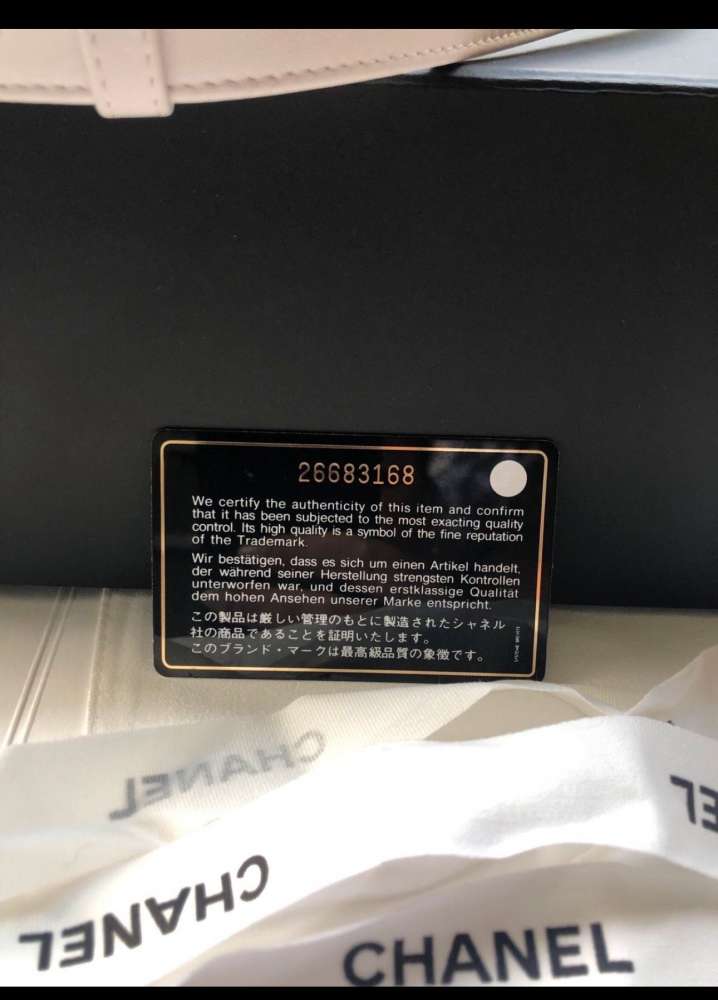 26683168
We certify the authenticity of this item and confirm
that it has been subjected to the most exacting quality
control. Its high quality is a symbol of the fine reputation
of the Trademark.
Wir bestätigen, dass es sich um einen Artikel handelt,
der während seiner Herstellung strengsten Kontrollen
unterworfen war, und dessen erstklassige Qualität
dem hohen Ansehen unserer Marke entspricht.
この製品は厳しい管理のもとに製造されたシャネル
社の商品であることを証明いたします。
このブランド・マークは最高級品質の象徴です。
CHANEL
EL
CHANEL
CHANEL